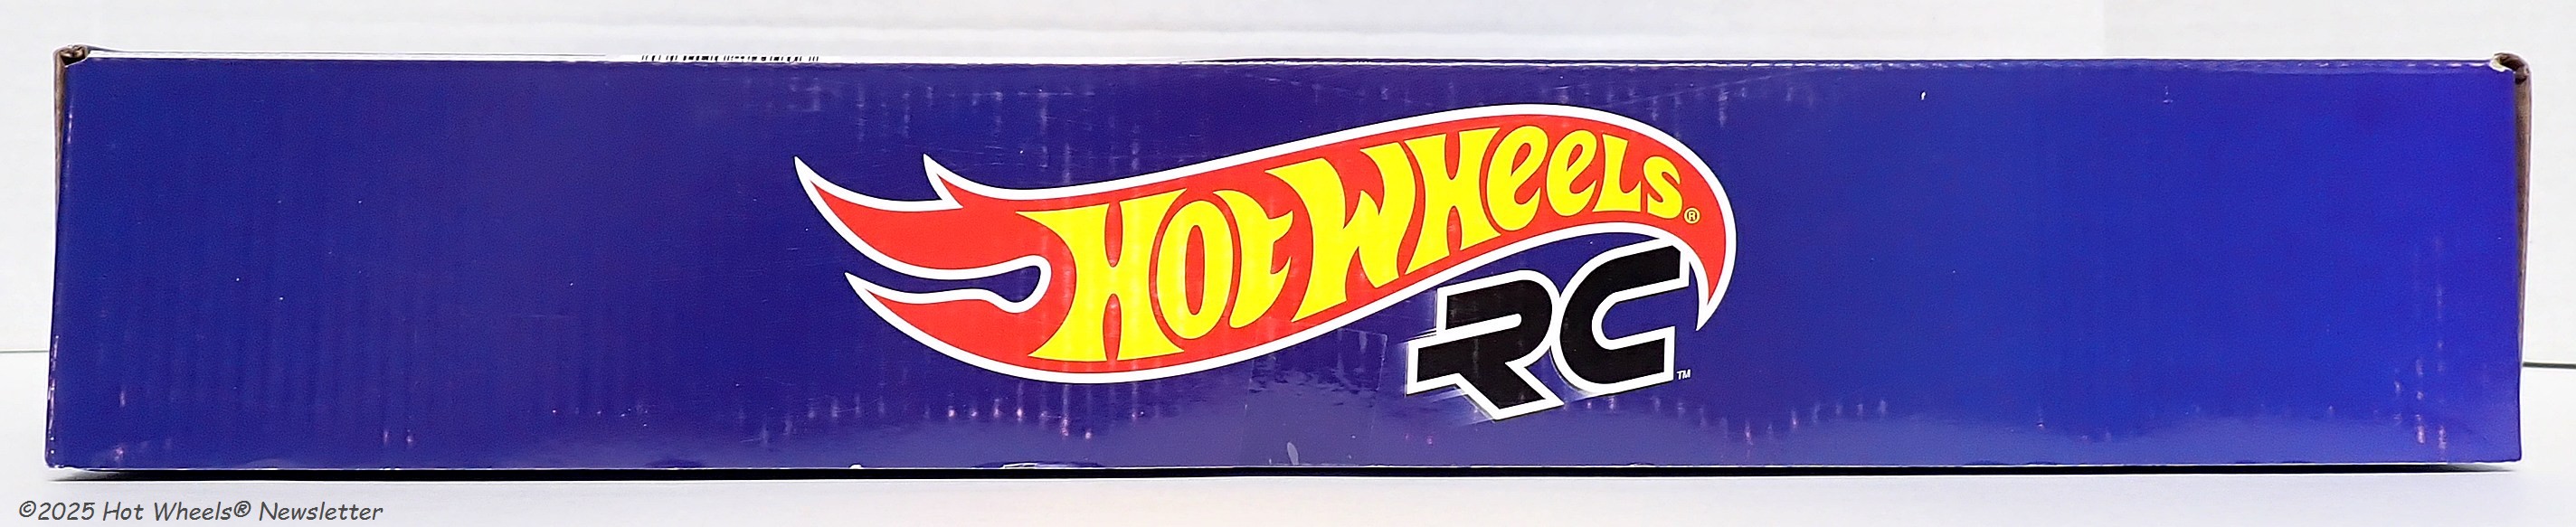 HOT WHEELS®
RC™
©2025 Hot Wheels® Newsletter